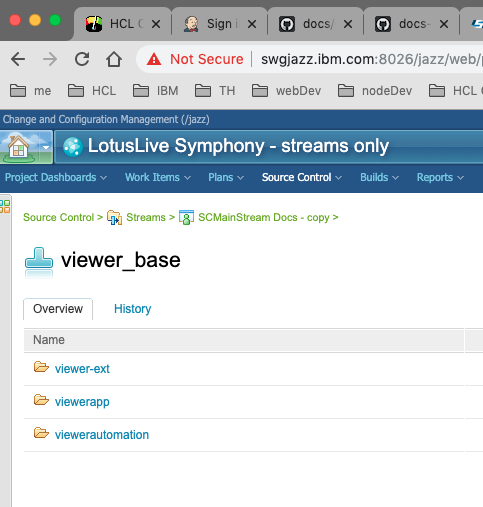 HCL C
Sign i
docs/
docs-
Not Secure | swgjazz.ibm.com:8026/jazz/web/p
me HCL IBM TH webDev nodeDev HCL C
Change and Configuration Management (/jazz)
LotusLive Symphony - streams only
Project Dashboards Work Items Plans Source Control Builds Reports
Source Control > Streams > SCMainStream Docs - copy >
viewer_base
Overview History
Name
viewer-ext
viewerapp
viewerautomation